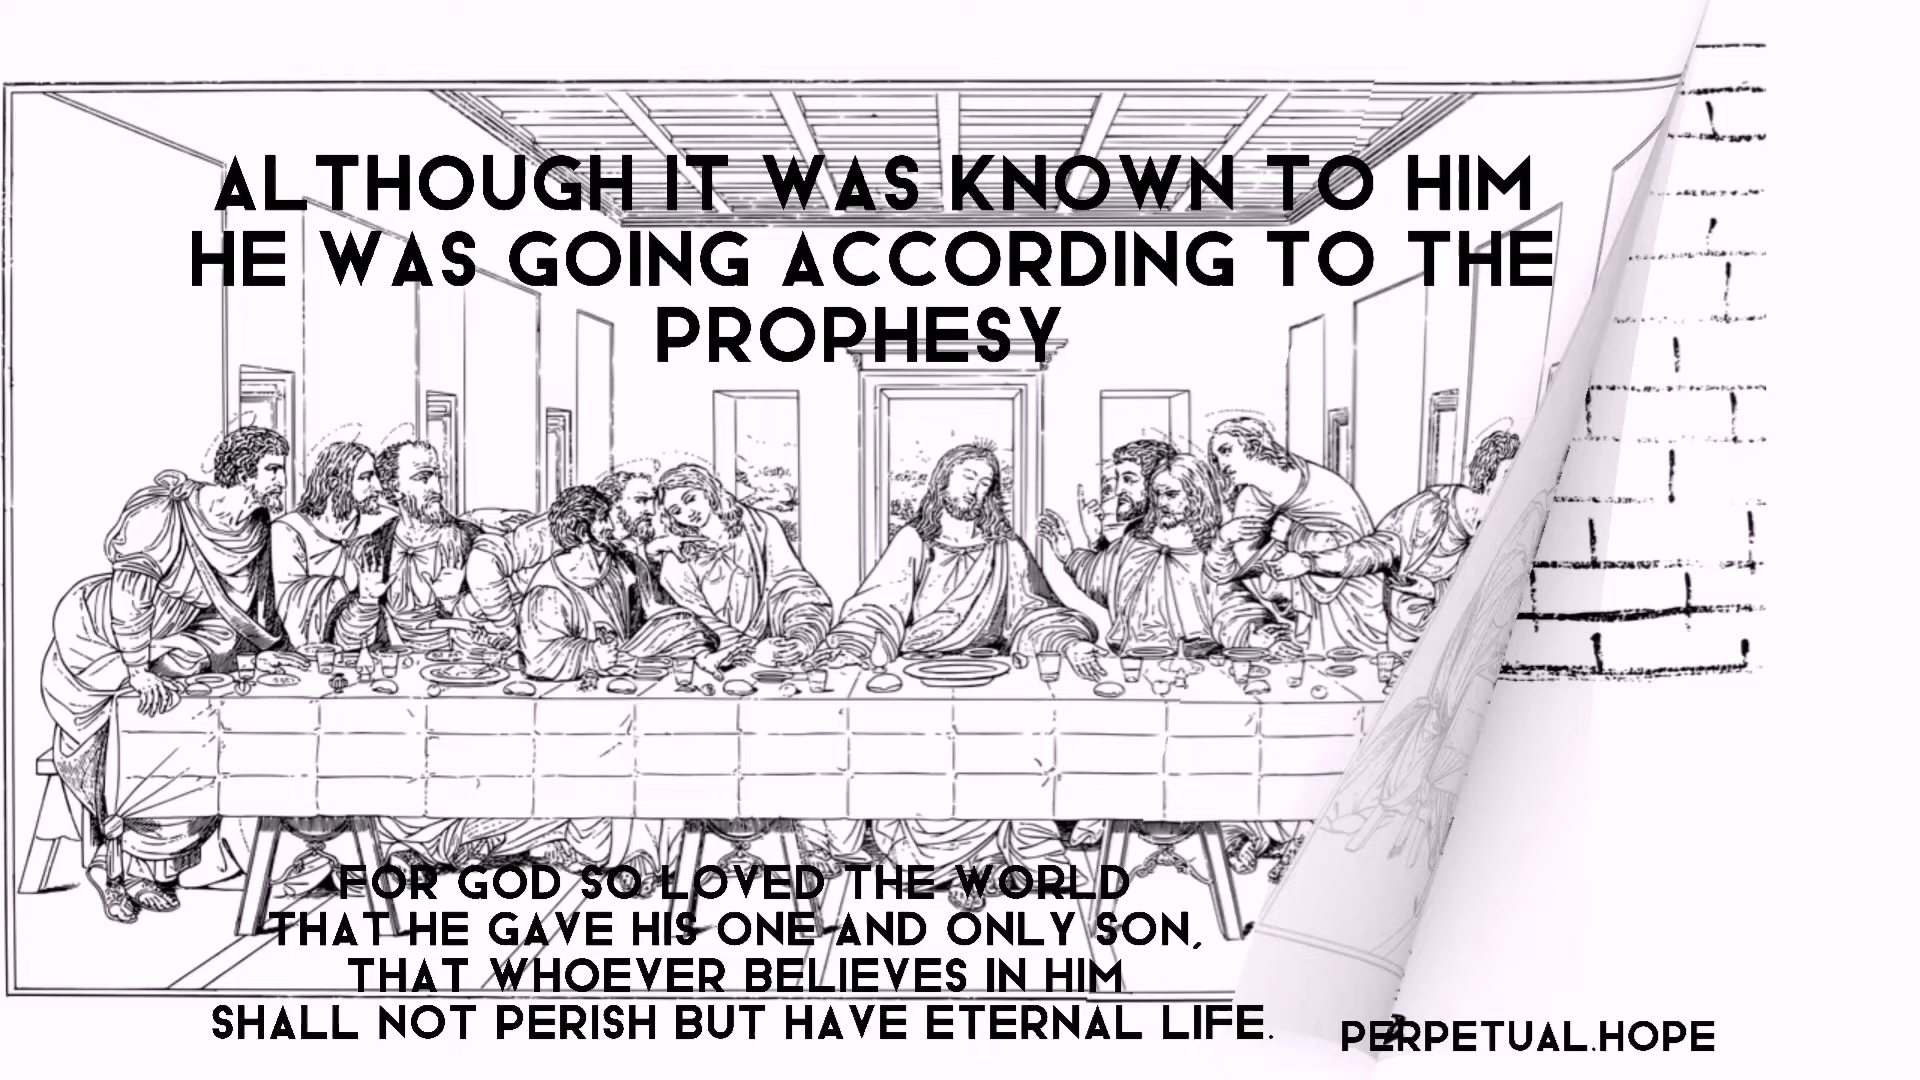 ALTHOUGH IT WAS KNOWN TO HIM
HE WAS GOING ACCORDING TO THE
PROPHESY
FOR GOD SO LOVED THE WORLD
THAT HE GAVE HIS ONE AND ONLY SON,
THAT WHOEVER BELIEVES IN HIM
SHALL NOT PERISH BUT HAVE ETERNAL LIFE.
PERPETUAL.HOPE